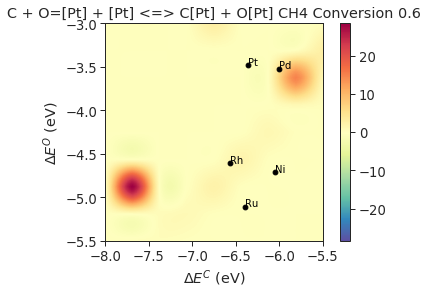 C + O=[Pt] + [Pt] <=> C[Pt] + O[Pt] CH4 Conversion 0.6
−3.0
−3.5
−4.0
−4.5
−5.0
−5.5
ΔE^O (eV)
Pt
Pd
Rh
Ni
Ru
−8.0 −7.5 −7.0 −6.5 −6.0 −5.5
ΔE^C (eV)
20
10
0
−10
−20